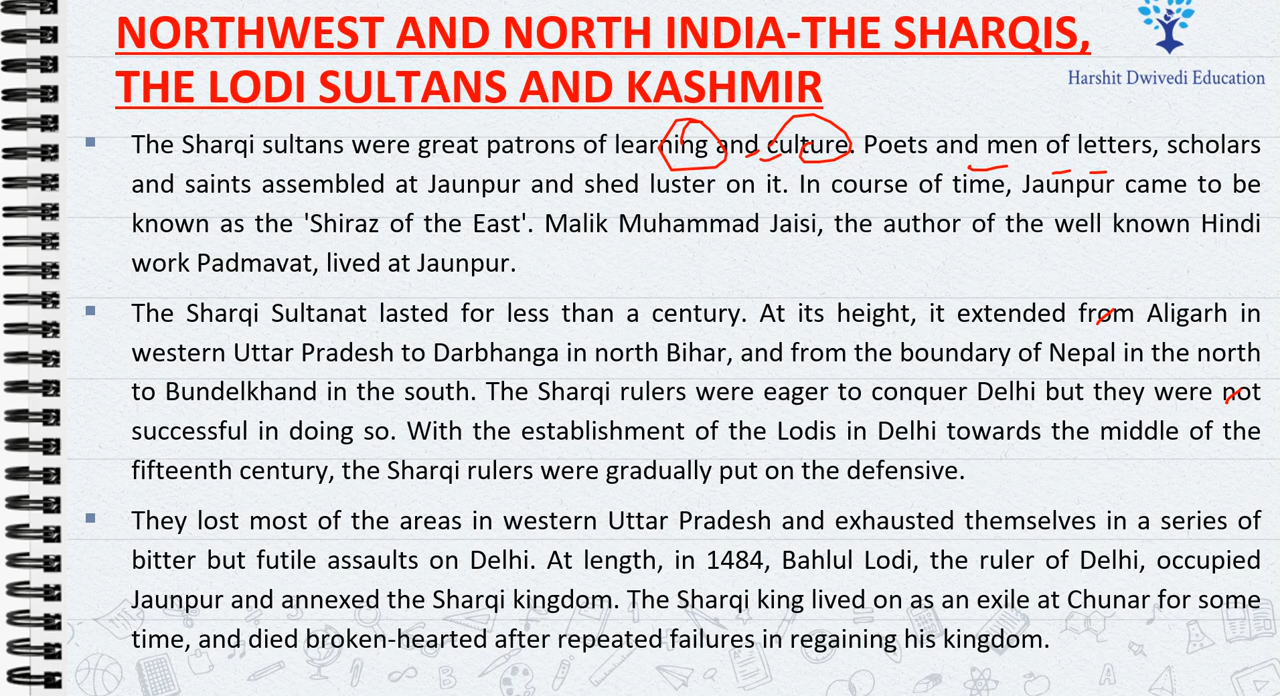 NORTHWEST AND NORTH INDIA-THE SHARQIS,
THE LODI SULTANS AND KASHMIR
Harshit Dwivedi Education
▪ The Sharqi sultans were great patrons of learning and culture. Poets and men of letters, scholars
and saints assembled at Jaunpur and shed luster on it. In course of time, Jaunpur came to be
known as the 'Shiraz of the East'. Malik Muhammad Jaisi, the author of the well known Hindi
work Padmavat, lived at Jaunpur.
▪ The Sharqi Sultanat lasted for less than a century. At its height, it extended from Aligarh in
western Uttar Pradesh to Darbhanga in north Bihar, and from the boundary of Nepal in the north
to Bundelkhand in the south. The Sharqi rulers were eager to conquer Delhi but they were not
successful in doing so. With the establishment of the Lodis in Delhi towards the middle of the
fifteenth century, the Sharqi rulers were gradually put on the defensive.
▪ They lost most of the areas in western Uttar Pradesh and exhausted themselves in a series of
bitter but futile assaults on Delhi. At length, in 1484, Bahlul Lodi, the ruler of Delhi, occupied
Jaunpur and annexed the Sharqi kingdom. The Sharqi king lived on as an exile at Chunar for some
time, and died broken-hearted after repeated failures in regaining his kingdom.